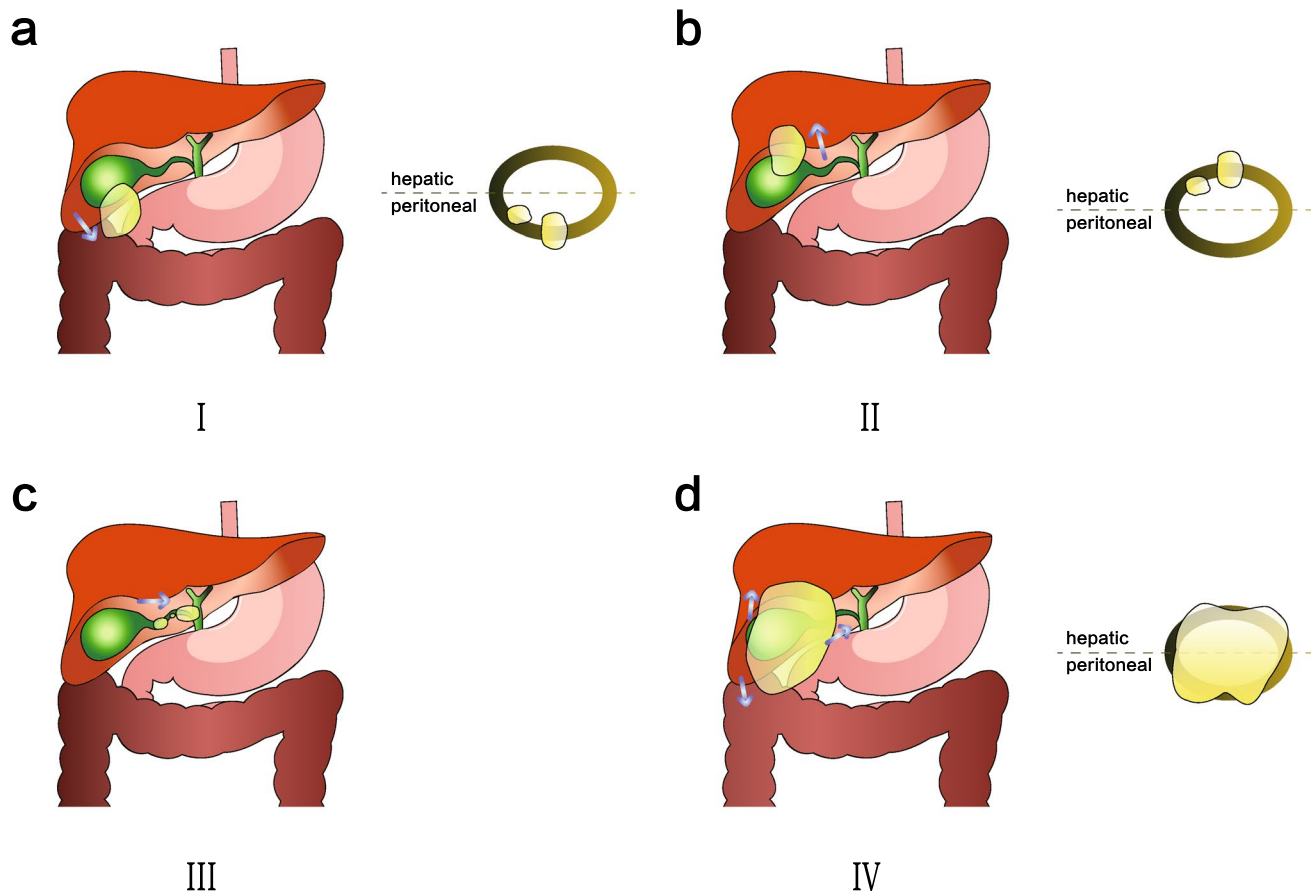 a
b
hepatic
peritoneal
hepatic
peritoneal
I
II
c
d
hepatic
peritoneal
III
IV